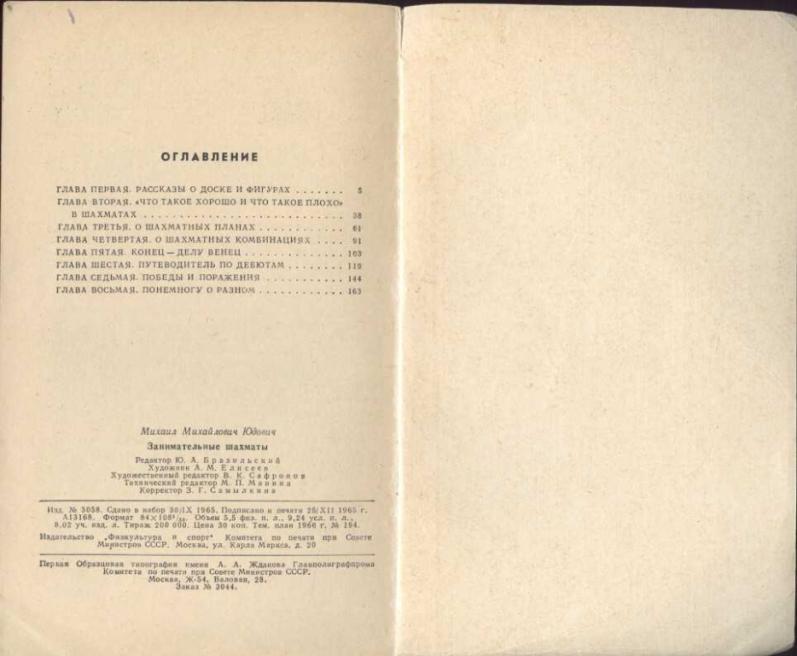 ОГЛАВЛЕНИЕ
ГЛАВА ПЕРВАЯ. РАССКАЗЫ О ДОСКЕ И ФИГУРАХ . . . . . . . 5
ГЛАВА ВТОРАЯ. «ЧТО ТАКОЕ ХОРОШО И ЧТО ТАКОЕ ПЛОХО»
В ШАХМАТАХ . . . . . . . . . . . . . . . . . . . . . . . . . 38
ГЛАВА ТРЕТЬЯ. О ШАХМАТНЫХ ПЛАНАХ . . . . . . . . . . . 61
ГЛАВА ЧЕТВЕРТАЯ. О ШАХМАТНЫХ КОМБИНАЦИЯХ . . . . 91
ГЛАВА ПЯТАЯ. КОНЕЦ — ДЕЛУ ВЕНЕЦ . . . . . . . . . . . . . 103
ГЛАВА ШЕСТАЯ. ПУТЕВОДИТЕЛЬ ПО ДЕБЮТАМ . . . . . . . 119
ГЛАВА СЕДЬМАЯ. ПОБЕДЫ И ПОРАЖЕНИЯ . . . . . . . . . . 144
ГЛАВА ВОСЬМАЯ. ПОНЕМНОГУ О РАЗНОМ . . . . . . . . . . . 163
Михаил Михайлович Юдович
Занимательные шахматы
Редактор Ю. А. Бразильский
Художник А. М. Елисеев
Художественный редактор В. К. Сафронов
Технический редактор М. П. Манина
Корректор З. Г. Самылкина
Изд. № 3058. Сдано в набор 30/IX 1965. Подписано к печати 25/XII 1965 г.
А13168. Формат 84×108¹/₃₂. Объем 5,5 физ. п. л., 9,24 усл. п. л.,
8,02 уч. изд. л. Тираж 200 000. Цена 30 коп. Тем. план 1966 г. № 194.
Издательство „Физкультура и спорт" Комитета по печати при Совете
Министров СССР. Москва, ул. Карла Маркса, д. 20
Первая Образцовая типография имени А. А. Жданова Главполиграфпрома
Комитета по печати при Совете Министров СССР.
Москва, Ж-54, Валовая, 28.
Заказ № 3044.